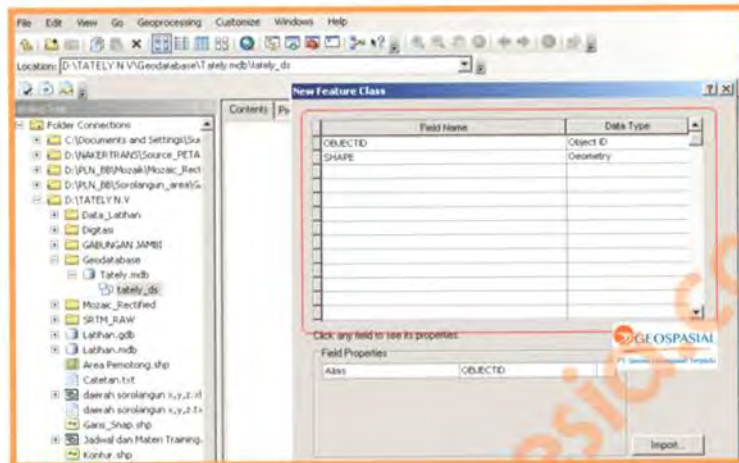 File Edit View Go Geoprocessing Customize Windows Help
Location: D:\TATELY N.V\Geodatabase\Tately.mdb\tately_ds
Contents
New Feature Class
Folder Connections
C:\Documents and Settings\
D:\NAKERTRANS\Source_PETA
D:\PLN_BB\Mozaik\Mozaic_Rect
D:\PLN_BB\Sorolangun_area\G
D:\TATELY N.V
Data_Latihan
Digitasi
GABUNGAN JAMBI
Geodatabase
Tately.mdb
tately_ds
Mozaic_Rectified
SRTM_RAW
Latihan.gdb
Latihan.mdb
Area Pemotong.shp
Catetan.txt
daerah sorolangun x,y,z.xl
daerah sorolangun x,y,z.tx
Garis_Snap.shp
Jadwal dan Materi Training.
Kontur.shp
Field Name Data Type
OBJECTID Object ID
SHAPE Geometry
Click any field to see its properties.
GEOSPASIAL
Field Properties
Alias OBJECTID
Import...